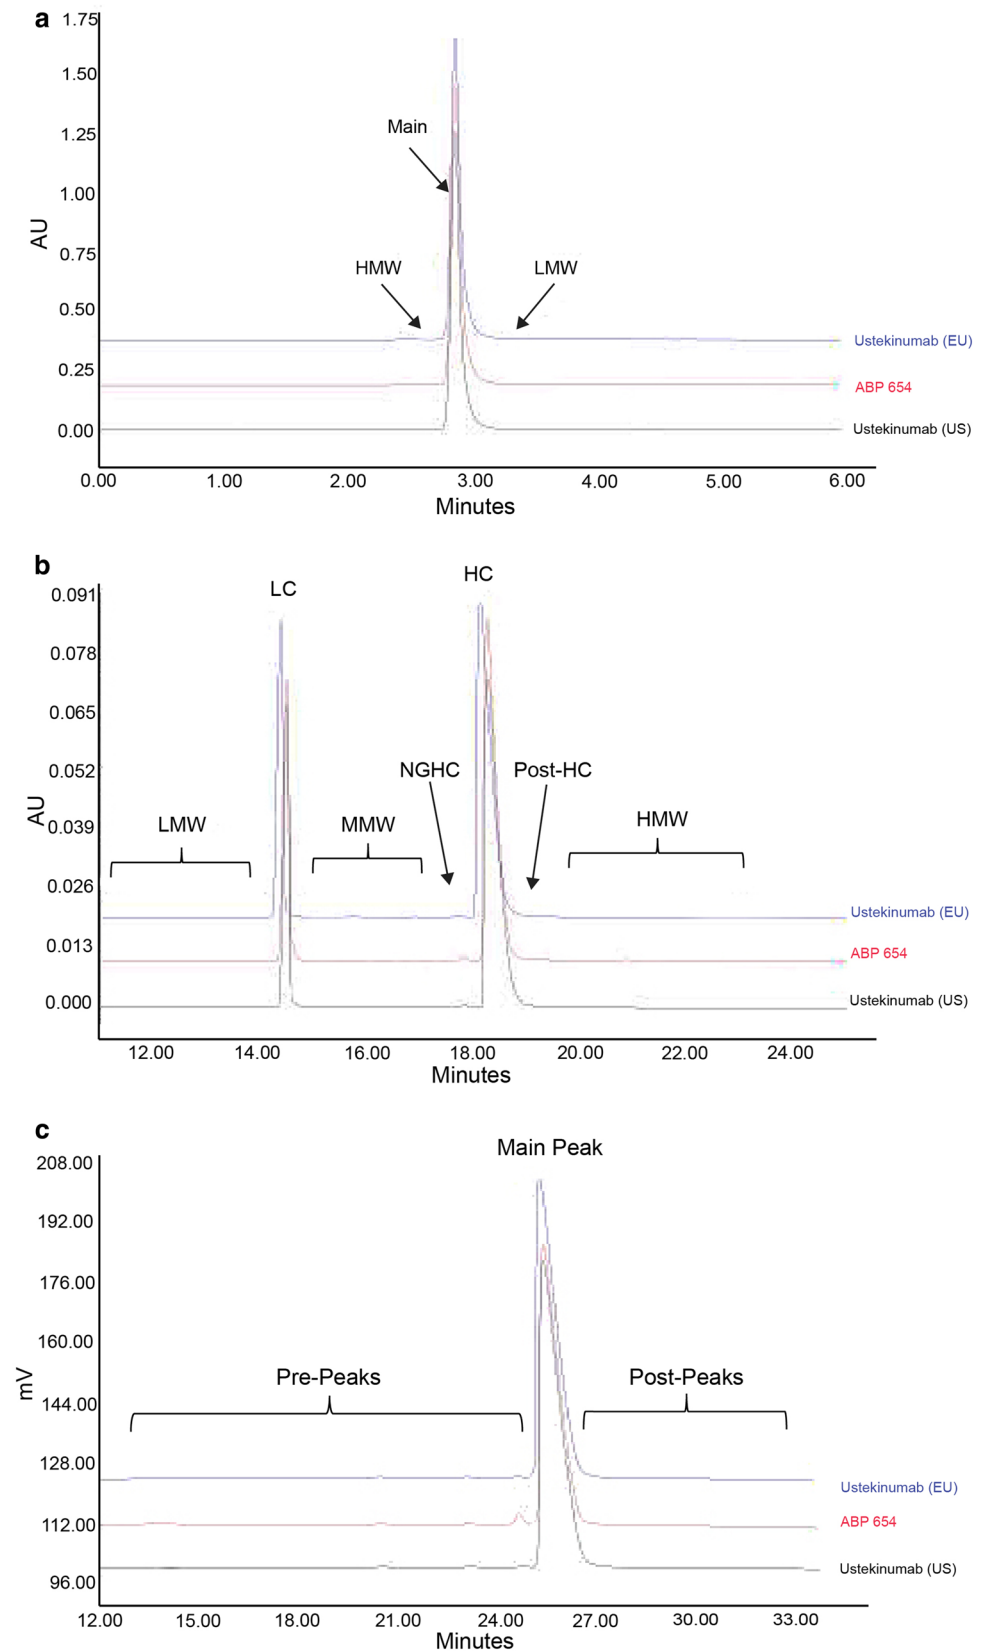 a
1.75
1.50
1.25
1.00
0.75
0.50
0.25
0.00
AU
Main
HMW
LMW
Ustekinumab (EU)
ABP 654
Ustekinumab (US)
0.00 1.00 2.00 3.00 4.00 5.00 6.00
Minutes
b
0.091
0.078
0.065
0.052
0.039
0.026
0.013
0.000
AU
LC
HC
NGHC
Post-HC
LMW
MMW
HMW
Ustekinumab (EU)
ABP 654
Ustekinumab (US)
12.00 14.00 16.00 18.00 20.00 22.00 24.00
Minutes
c
208.00
192.00
176.00
160.00
144.00
128.00
112.00
96.00
mV
Main Peak
Pre-Peaks
Post-Peaks
Ustekinumab (EU)
ABP 654
Ustekinumab (US)
12.00 15.00 18.00 21.00 24.00 27.00 30.00 33.00
Minutes